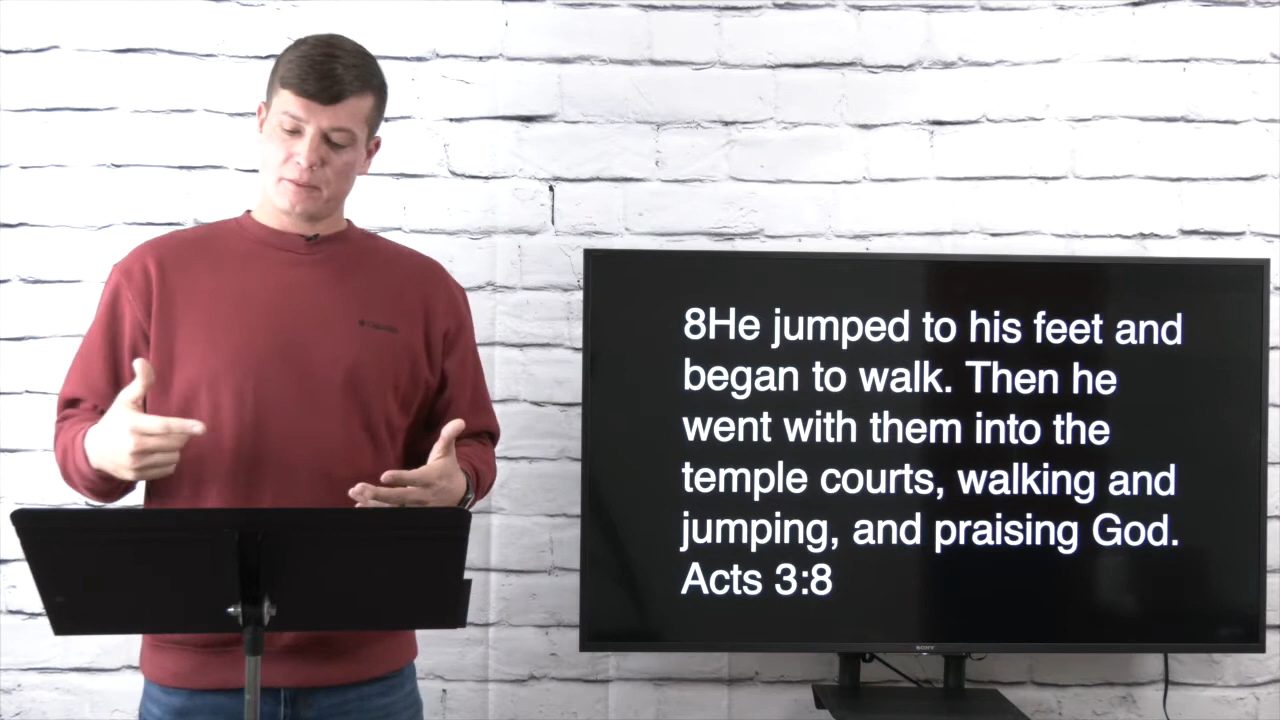 8He jumped to his feet and
began to walk. Then he
went with them into the
temple courts, walking and
jumping, and praising God.
Acts 3:8
SONY